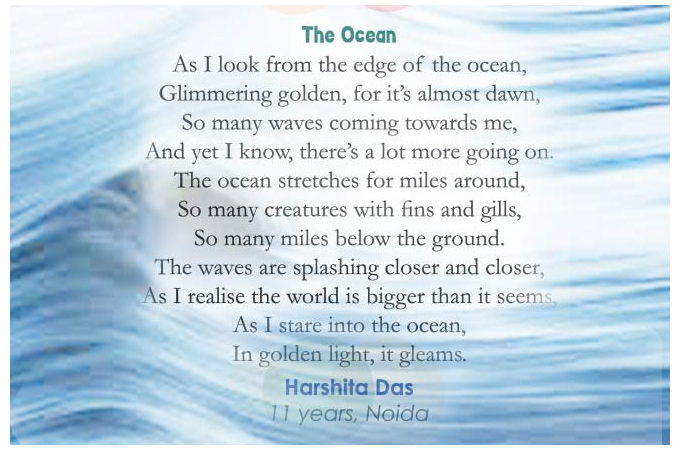 The Ocean
As I look from the edge of the ocean,
Glimmering golden, for it's almost dawn,
So many waves coming towards me,
And yet I know, there's a lot more going on.
The ocean stretches for miles around,
So many creatures with fins and gills,
So many miles below the ground.
The waves are splashing closer and closer,
As I realise the world is bigger than it seems,
As I stare into the ocean,
In golden light, it gleams.
Harshita Das
11 years, Noida